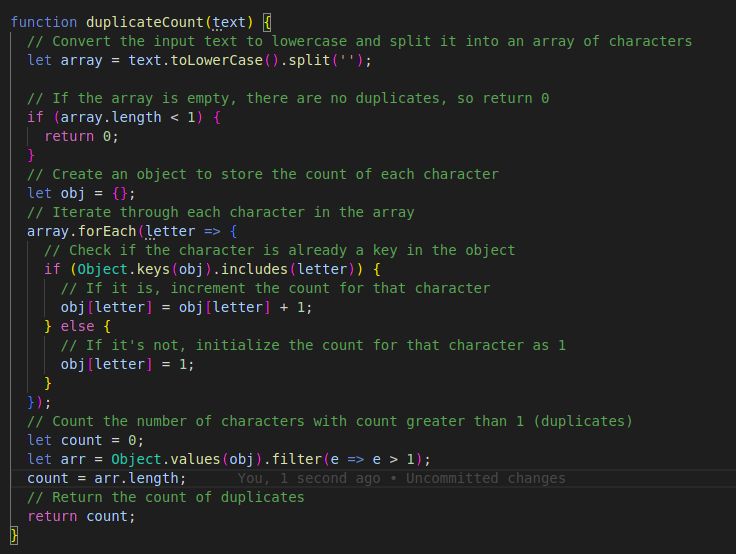 function duplicateCount(text) {
  // Convert the input text to lowercase and split it into an array of characters
  let array = text.toLowerCase().split('');

  // If the array is empty, there are no duplicates, so return 0
  if (array.length < 1) {
    return 0;
  }
  // Create an object to store the count of each character
  let obj = {};
  // Iterate through each character in the array
  array.forEach(letter => {
    // Check if the character is already a key in the object
    if (Object.keys(obj).includes(letter)) {
      // If it is, increment the count for that character
      obj[letter] = obj[letter] + 1;
    } else {
      // If it's not, initialize the count for that character as 1
      obj[letter] = 1;
    }
  });
  // Count the number of characters with count greater than 1 (duplicates)
  let count = 0;
  let arr = Object.values(obj).filter(e => e > 1);
  count = arr.length;      You, 1 second ago • Uncommitted changes
  // Return the count of duplicates
  return count;
}